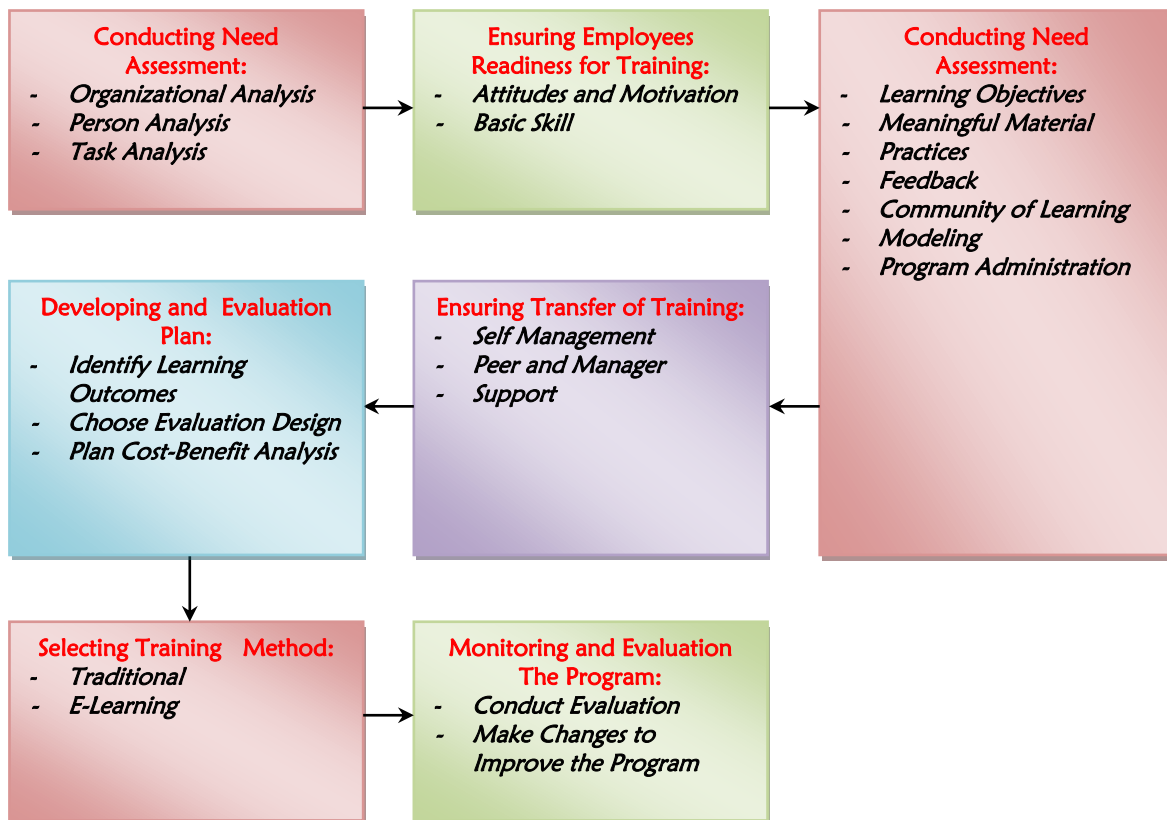 Conducting Need
Assessment:
- Organizational Analysis
- Person Analysis
- Task Analysis
Ensuring Employees
Readiness for Training:
- Attitudes and Motivation
- Basic Skill
Conducting Need
Assessment:
- Learning Objectives
- Meaningful Material
- Practices
- Feedback
- Community of Learning
- Modeling
- Program Administration
Ensuring Transfer of Training:
- Self Management
- Peer and Manager
- Support
Developing and Evaluation
Plan:
- Identify Learning
Outcomes
- Choose Evaluation Design
- Plan Cost-Benefit Analysis
Selecting Training Method:
- Traditional
- E-Learning
Monitoring and Evaluation
The Program:
- Conduct Evaluation
- Make Changes to
Improve the Program